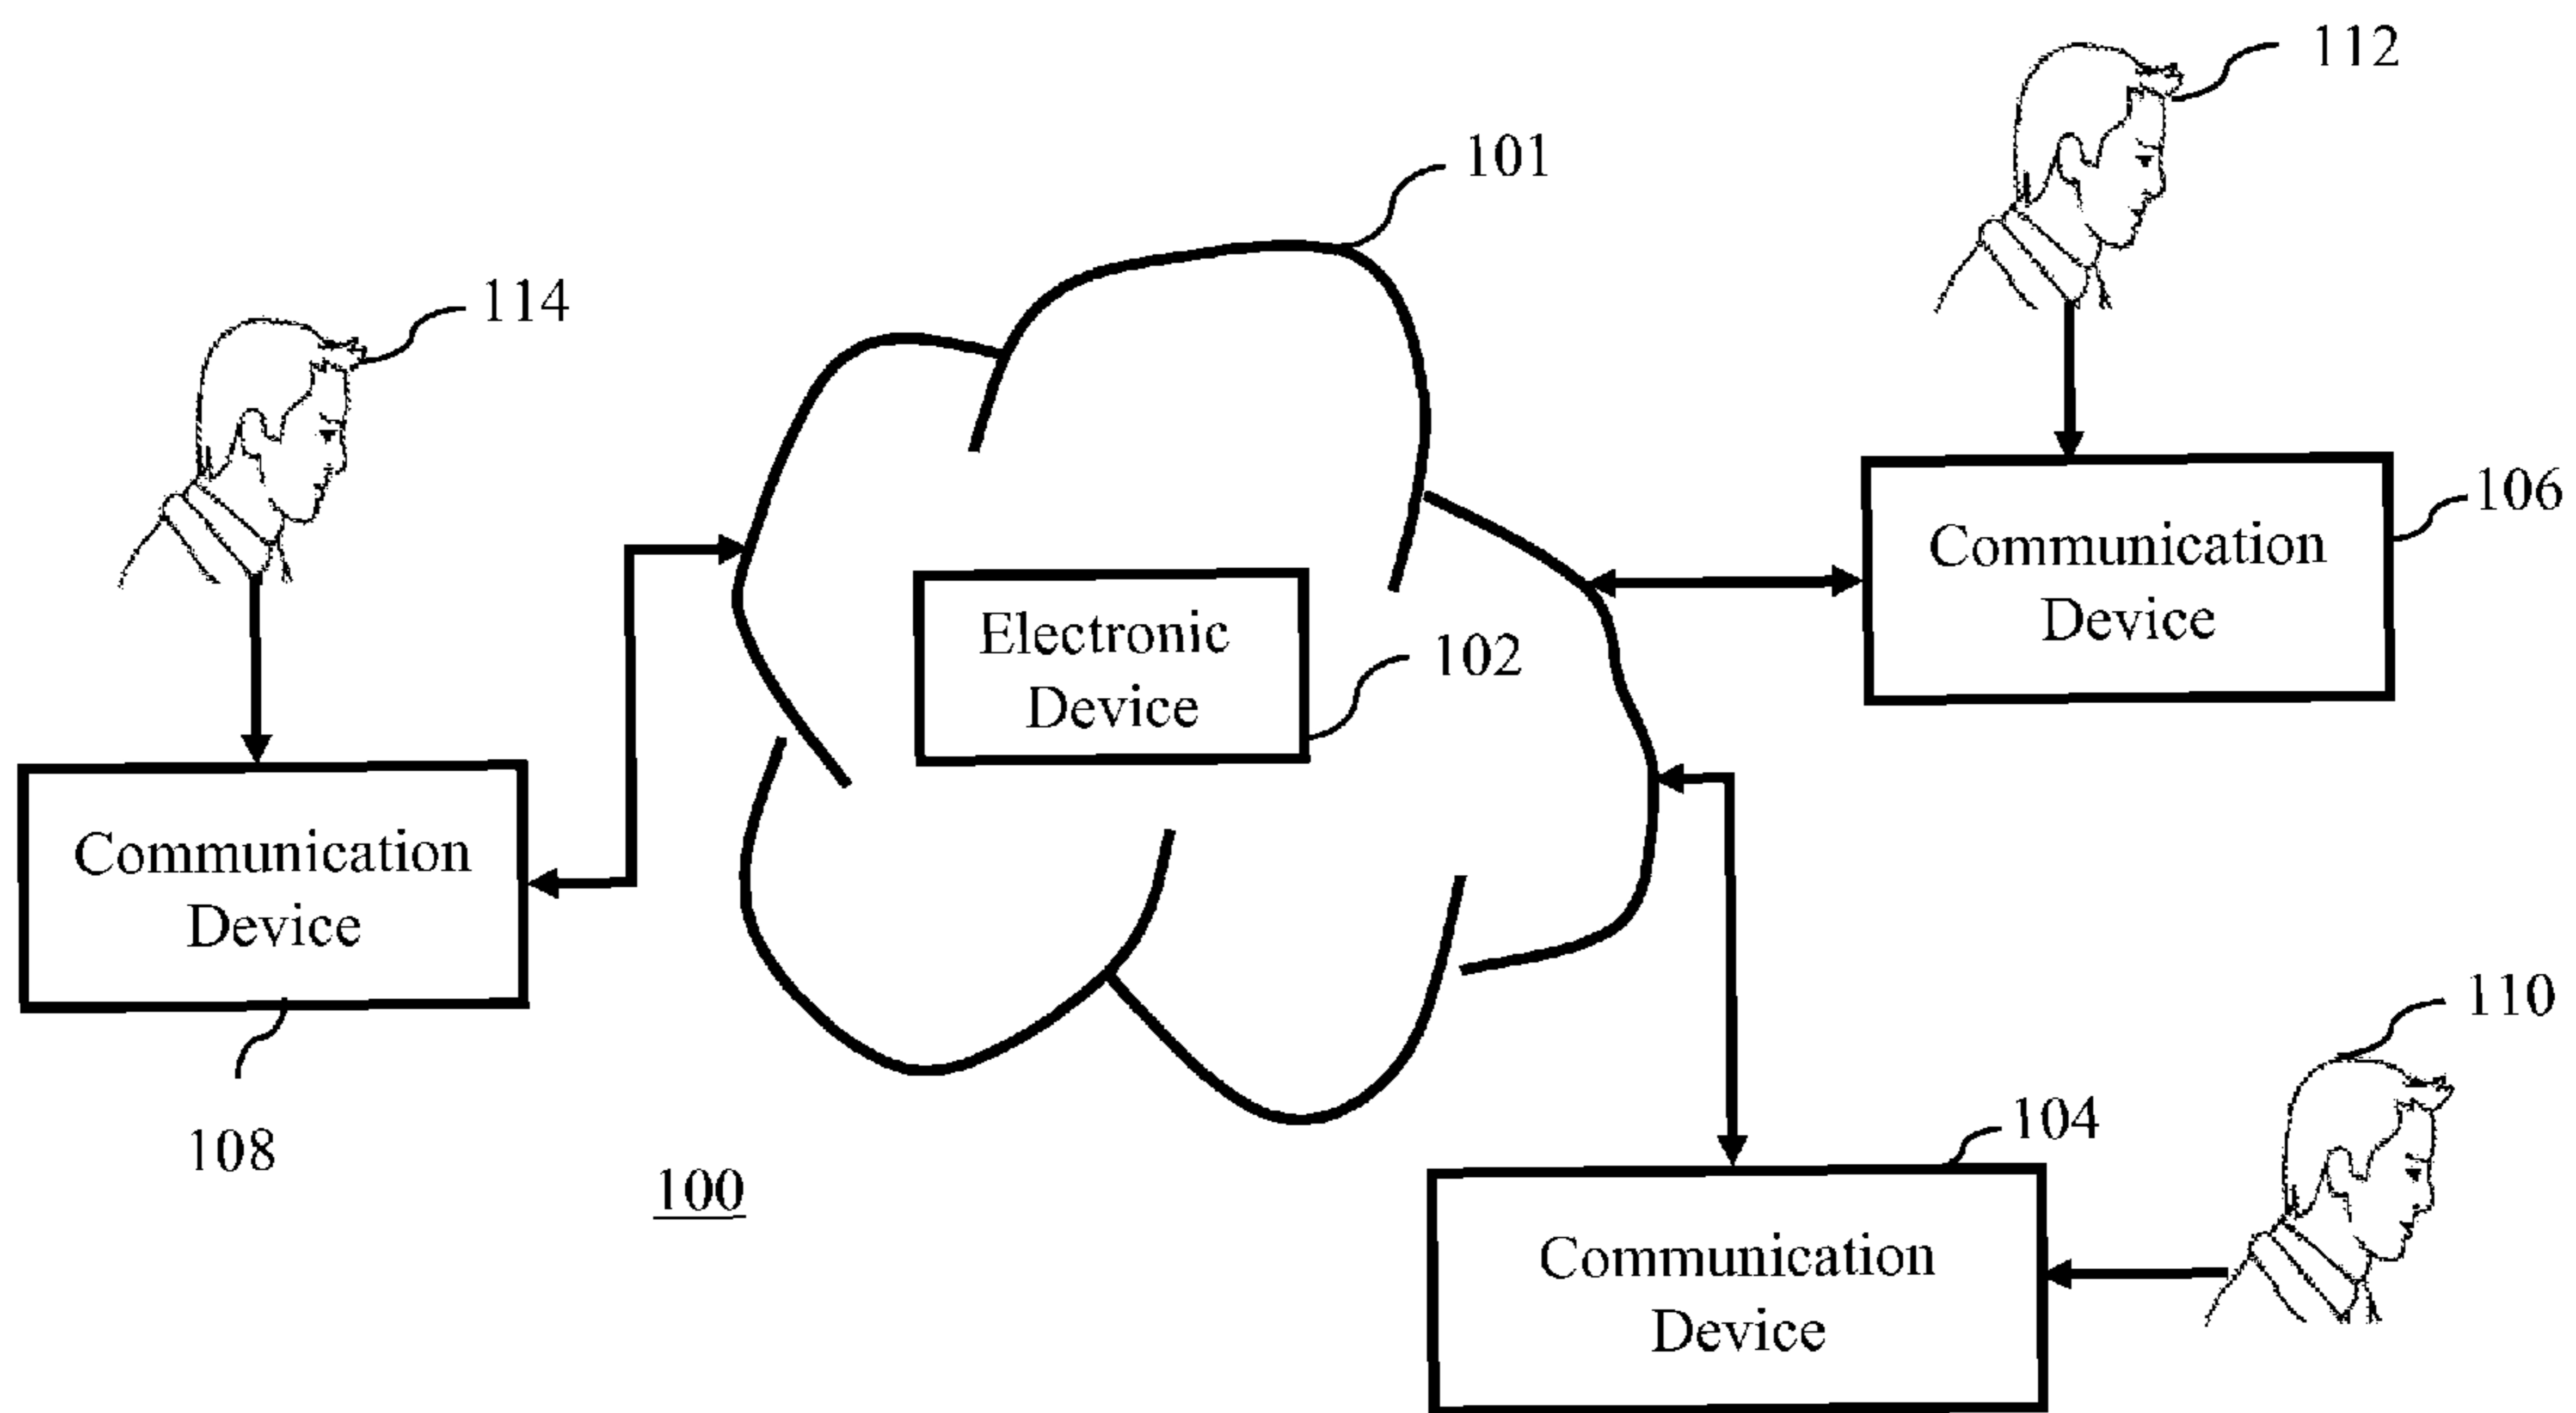 112
101
114
106
Communication
Device
Electronic
Device
102
Communication
Device
110
108
104
100
Communication
Device